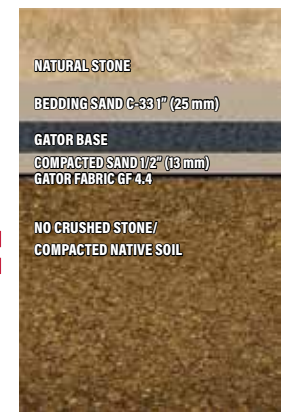 NATURAL STONE
BEDDING SAND C-33 1" (25 mm)
GATOR BASE
COMPACTED SAND 1/2" (13 mm)
GATOR FABRIC GF 4.4
NO CRUSHED STONE/
COMPACTED NATIVE SOIL